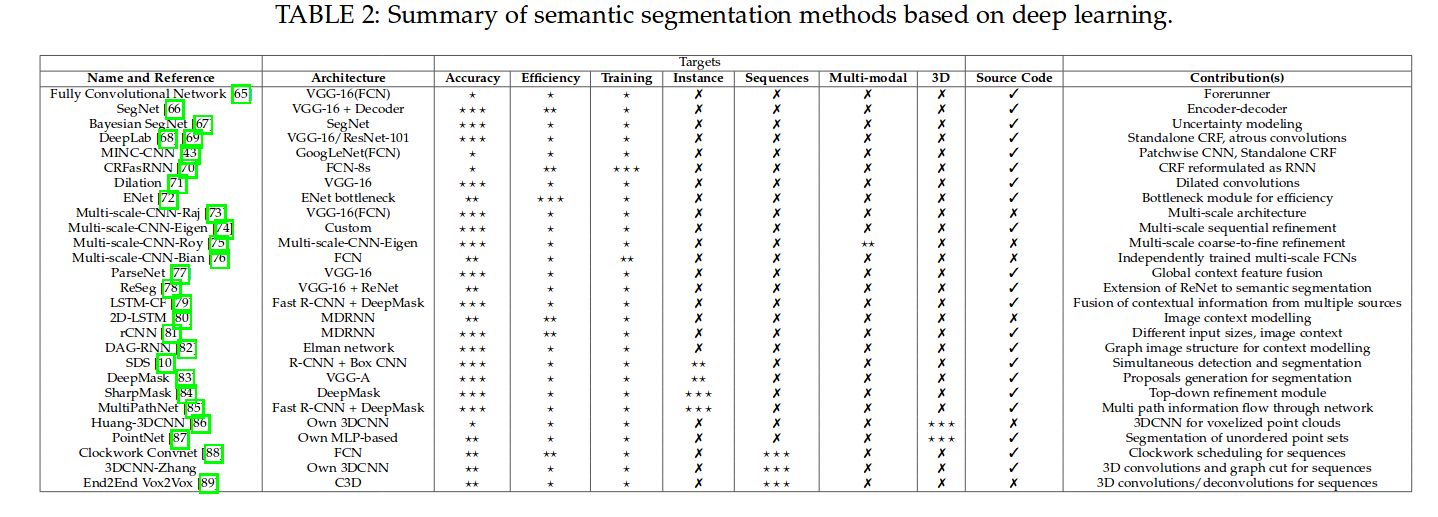 TABLE 2: Summary of semantic segmentation methods based on deep learning.
Targets
Name and Reference Architecture Accuracy Efficiency Training Instance Sequences Multi-modal 3D Source Code Contribution(s)
Fully Convolutional Network [65] VGG-16(FCN) ⋆ ⋆ ⋆ ✗ ✗ ✗ ✗ ✓ Forerunner
SegNet [66] VGG-16 + Decoder ⋆⋆⋆ ⋆⋆ ⋆ ✗ ✗ ✗ ✗ ✓ Encoder-decoder
Bayesian SegNet [67] SegNet ⋆⋆⋆ ⋆ ⋆ ✗ ✗ ✗ ✗ ✓ Uncertainty modeling
DeepLab [68] [69] VGG-16/ResNet-101 ⋆⋆⋆ ⋆ ⋆ ✗ ✗ ✗ ✗ ✓ Standalone CRF, atrous convolutions
MINC-CNN [43] GoogLeNet(FCN) ⋆ ⋆ ⋆ ✗ ✗ ✗ ✗ ✓ Patchwise CNN, Standalone CRF
CRFasRNN [70] FCN-8s ⋆ ⋆⋆ ⋆⋆⋆ ✗ ✗ ✗ ✗ ✓ CRF reformulated as RNN
Dilation [71] VGG-16 ⋆⋆⋆ ⋆ ⋆ ✗ ✗ ✗ ✗ ✓ Dilated convolutions
ENet [72] ENet bottleneck ⋆⋆ ⋆⋆⋆ ⋆ ✗ ✗ ✗ ✗ ✓ Bottleneck module for efficiency
Multi-scale-CNN-Raj [73] VGG-16(FCN) ⋆⋆⋆ ⋆ ⋆ ✗ ✗ ✗ ✗ ✗ Multi-scale architecture
Multi-scale-CNN-Eigen [74] Custom ⋆⋆⋆ ⋆ ⋆ ✗ ✗ ✗ ✗ ✓ Multi-scale sequential refinement
Multi-scale-CNN-Roy [75] Multi-scale-CNN-Eigen ⋆⋆⋆ ⋆ ⋆ ✗ ✗ ⋆⋆ ✗ ✗ Multi-scale coarse-to-fine refinement
Multi-scale-CNN-Bian [76] FCN ⋆⋆ ⋆ ⋆⋆ ✗ ✗ ✗ ✗ ✗ Independently trained multi-scale FCNs
ParseNet [77] VGG-16 ⋆⋆⋆ ⋆ ⋆ ✗ ✗ ✗ ✗ ✓ Global context feature fusion
ReSeg [78] VGG-16 + ReNet ⋆⋆ ⋆ ⋆ ✗ ✗ ✗ ✗ ✓ Extension of ReNet to semantic segmentation
LSTM-CF [79] Fast R-CNN + DeepMask ⋆⋆⋆ ⋆ ⋆ ✗ ✗ ✗ ✗ ✓ Fusion of contextual information from multiple sources
2D-LSTM [80] MDRNN ⋆⋆ ⋆⋆ ⋆ ✗ ✗ ✗ ✗ ✗ Image context modelling
rCNN [81] MDRNN ⋆⋆⋆ ⋆⋆ ⋆ ✗ ✗ ✗ ✗ ✓ Different input sizes, image context
DAG-RNN [82] Elman network ⋆⋆⋆ ⋆ ⋆ ✗ ✗ ✗ ✗ ✓ Graph image structure for context modelling
SDS [10] R-CNN + Box CNN ⋆⋆⋆ ⋆ ⋆ ⋆⋆ ✗ ✗ ✗ ✓ Simultaneous detection and segmentation
DeepMask [83] VGG-A ⋆⋆⋆ ⋆ ⋆ ⋆⋆ ✗ ✗ ✗ ✓ Proposals generation for segmentation
SharpMask [84] DeepMask ⋆⋆⋆ ⋆ ⋆ ⋆⋆⋆ ✗ ✗ ✗ ✓ Top-down refinement module
MultiPathNet [85] Fast R-CNN + DeepMask ⋆⋆⋆ ⋆ ⋆ ⋆⋆⋆ ✗ ✗ ✗ ✓ Multi path information flow through network
Huang-3DCNN [86] Own 3DCNN ⋆ ⋆ ⋆ ✗ ✗ ✗ ⋆⋆⋆ ✗ 3DCNN for voxelized point clouds
PointNet [87] Own MLP-based ⋆⋆ ⋆ ⋆ ✗ ✗ ✗ ⋆⋆⋆ ✓ Segmentation of unordered point sets
Clockwork Convnet [88] FCN ⋆⋆ ⋆⋆ ⋆ ✗ ⋆⋆⋆ ✗ ✗ ✓ Clockwork scheduling for sequences
3DCNN-Zhang Own 3DCNN ⋆⋆ ⋆ ⋆ ✗ ⋆⋆⋆ ✗ ✗ ✓ 3D convolutions and graph cut for sequences
End2End Vox2Vox [89] C3D ⋆⋆ ⋆ ⋆ ✗ ⋆⋆⋆ ✗ ✗ ✗ 3D convolutions/deconvolutions for sequences